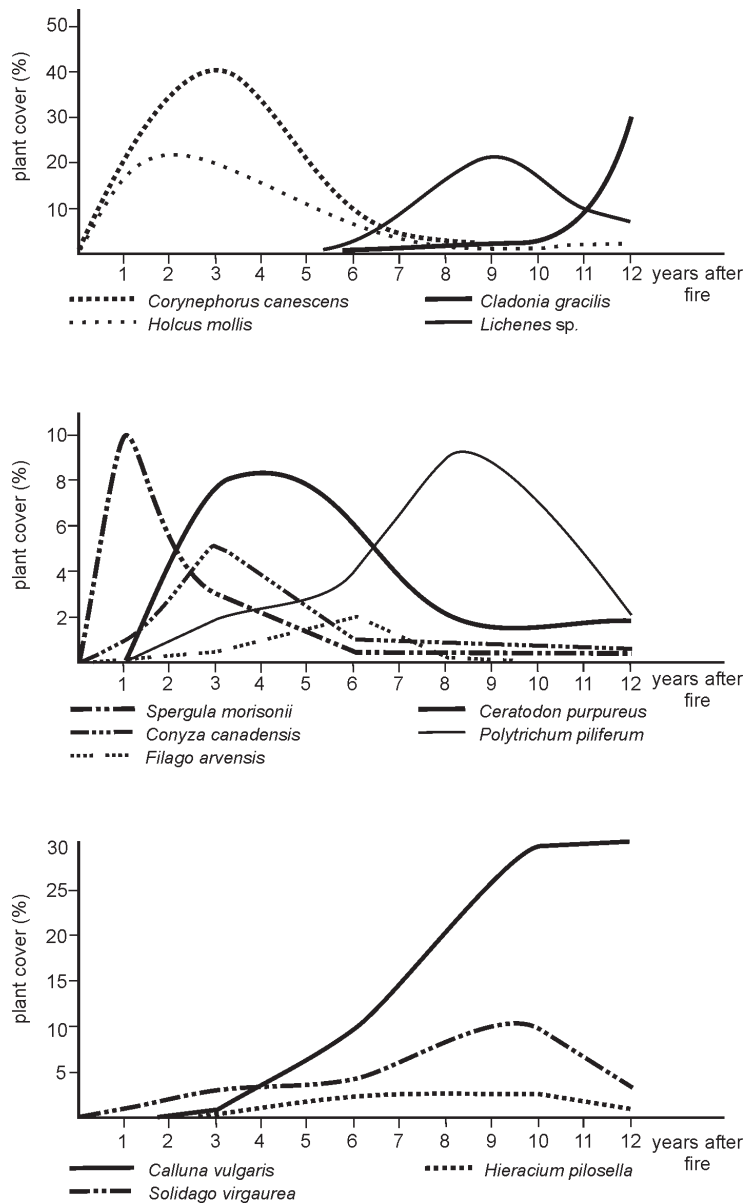 plant cover (%)
50
40
30
20
10
1 2 3 4 5 6 7 8 9 10 11 12 years after
fire
Corynephorus canescens Cladonia gracilis
Holcus mollis Lichenes sp.
plant cover (%)
10
8
6
4
2
1 2 3 4 5 6 7 8 9 10 11 12 years after
fire
Spergula morisonii Ceratodon purpureus
Conyza canadensis Polytrichum piliferum
Filago arvensis
plant cover (%)
30
25
20
15
10
5
1 2 3 4 5 6 7 8 9 10 11 12 years after
fire
Calluna vulgaris Hieracium pilosella
Solidago virgaurea